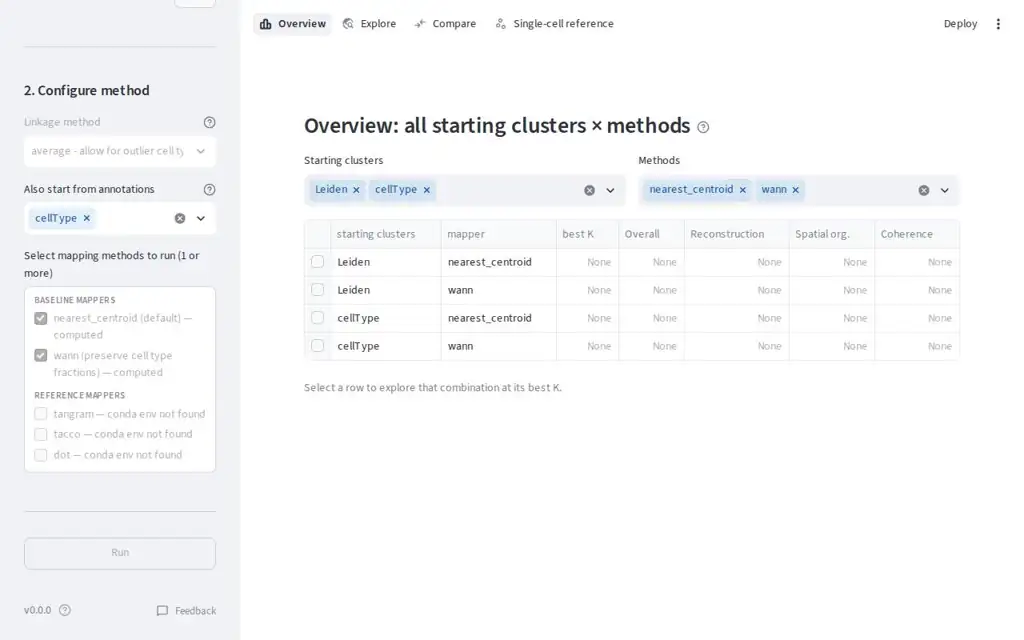 Overview
Explore
Compare
Single-cell reference
Deploy
2. Configure method
Linkage method
average - allow for outlier cell ty
Also start from annotations
cellType
Select mapping methods to run (1 or
more)
BASELINE MAPPERS
nearest_centroid (default) —
computed
wann (preserve cell type
fractions) — computed
REFERENCE MAPPERS
tangram — conda env not found
tacco — conda env not found
dot — conda env not found
Run
v0.0.0
Feedback
Overview: all starting clusters × methods
Starting clusters
Methods
Leiden cellType
nearest_centroid wann
starting clusters mapper best K Overall Reconstruction Spatial org. Coherence
Leiden nearest_centroid None None None None None
Leiden wann None None None None None
cellType nearest_centroid None None None None None
cellType wann None None None None None
Select a row to explore that combination at its best K.